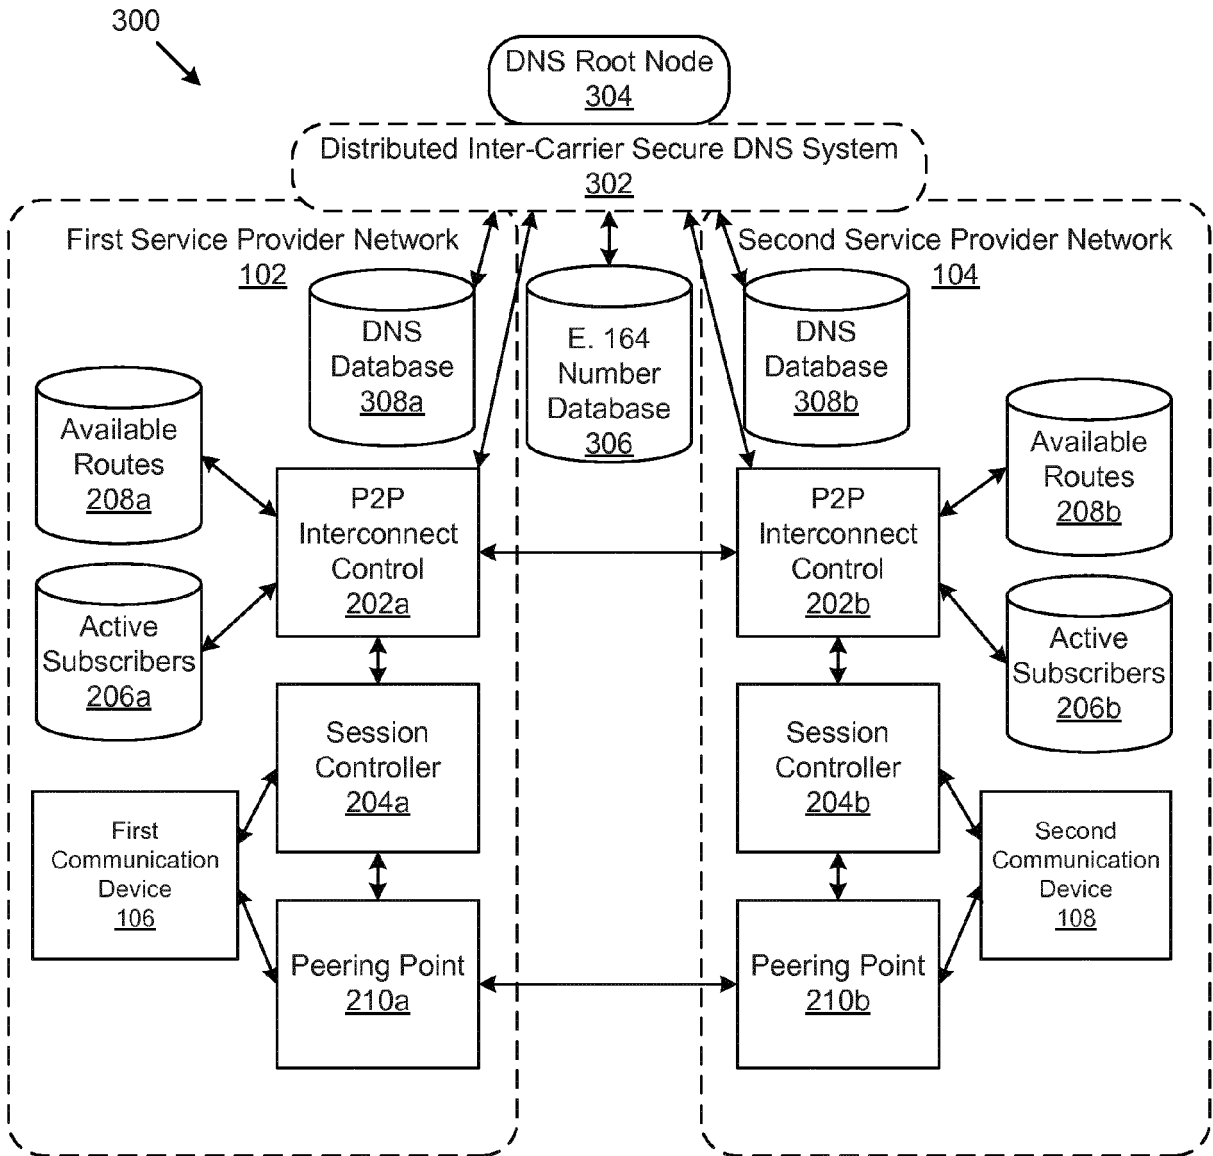 300
DNS Root Node
304
Distributed Inter-Carrier Secure DNS System
302
First Service Provider Network
102
Second Service Provider Network
104
DNS
Database
308a
E. 164
Number
Database
306
DNS
Database
308b
Available
Routes
208a
P2P
Interconnect
Control
202a
P2P
Interconnect
Control
202b
Available
Routes
208b
Active
Subscribers
206a
Active
Subscribers
206b
Session
Controller
204a
Session
Controller
204b
First
Communication
Device
106
Second
Communication
Device
108
Peering Point
210a
Peering Point
210b